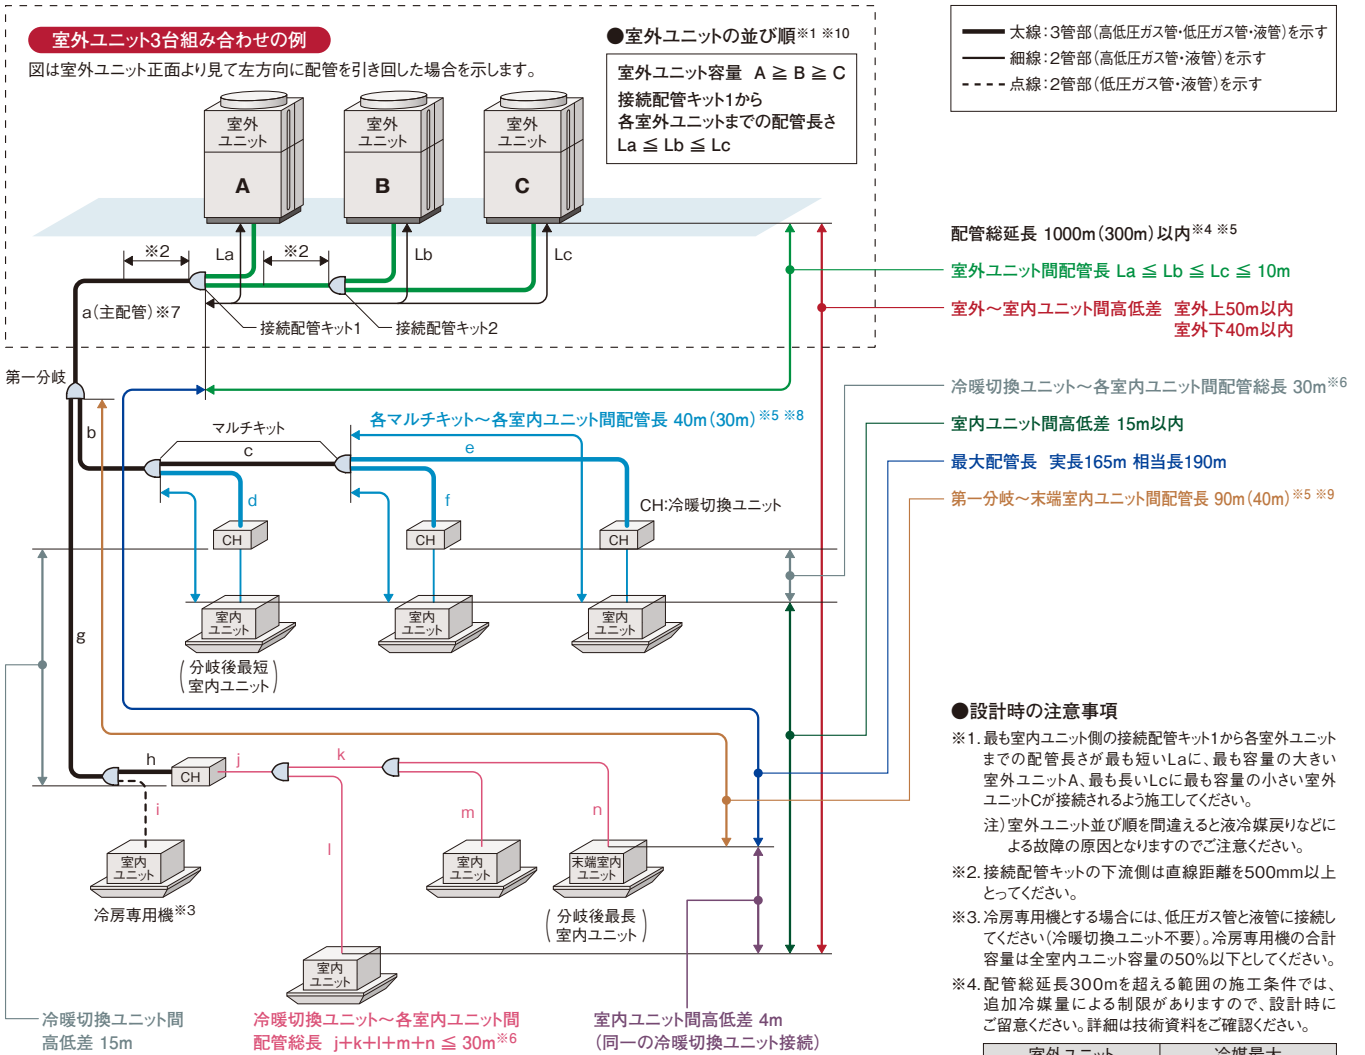 室外ユニット3台組み合わせの例
図は室外ユニット正面より見て左方向に配管を引き回した場合を示します。
●室外ユニットの並び順※1 ※10
室外ユニット容量 A ≧ B ≧ C
接続配管キット1から
各室外ユニットまでの配管長さ
La ≦ Lb ≦ Lc
太線：3管部（高低圧ガス管・低圧ガス管・液管）を示す
細線：2管部（高低圧ガス管・液管）を示す
点線：2管部（低圧ガス管・液管）を示す
室外
ユニット
A
室外
ユニット
B
室外
ユニット
C
※2
La
※2
Lb
Lc
a（主配管）※7
接続配管キット1
接続配管キット2
配管総延長 1000m（300m）以内※4 ※5
室外ユニット間配管長 La ≦ Lb ≦ Lc ≦ 10m
室外～室内ユニット間高低差 室外上50m以内
室外下40m以内
冷暖切換ユニット～各室内ユニット間配管総長 30m※6
室内ユニット間高低差 15m以内
最大配管長 実長165m 相当長190m
第一分岐～末端室内ユニット間配管長 90m（40m）※5 ※9
第一分岐
各マルチキット～各室内ユニット間配管長 40m（30m）※5 ※8
マルチキット
b
c
e
d
f
CH：冷暖切換ユニット
CH
CH
CH
室内
ユニット
室内
ユニット
室内
ユニット
（分岐後最短
室内ユニット）
g
h
CH
j
k
i
l
m
n
室内
ユニット
冷房専用機※3
室内
ユニット
末端室内
ユニット
（分岐後最長
室内ユニット）
室内
ユニット
冷暖切換ユニット間
高低差 15m
冷暖切換ユニット～各室内ユニット間
配管総長 j+k+l+m+n ≦ 30m※6
室内ユニット間高低差 4m
（同一の冷暖切換ユニット接続）
●設計時の注意事項
※1.最も室内ユニット側の接続配管キット1から各室外ユニット
までの配管長さが最も短いLaに、最も容量の大きい
室外ユニットA、最も長いLcに最も容量の小さい室外
ユニットCが接続されるよう施工してください。
注）室外ユニット並び順を間違えると液冷媒戻りなどに
よる故障の原因となりますのでご注意ください。
※2.接続配管キットの下流側は直線距離を500mm以上
とってください。
※3.冷房専用機とする場合には、低圧ガス管と液管に接続し
てください（冷暖切換ユニット不要）。冷房専用機の合計
容量は全室内ユニット容量の50%以下としてください。
※4.配管総延長300mを超える範囲の施工条件では、
追加冷媒量による制限がありますので、設計時に
ご留意ください。詳細は技術資料をご確認ください。
室外ユニット
冷媒最大